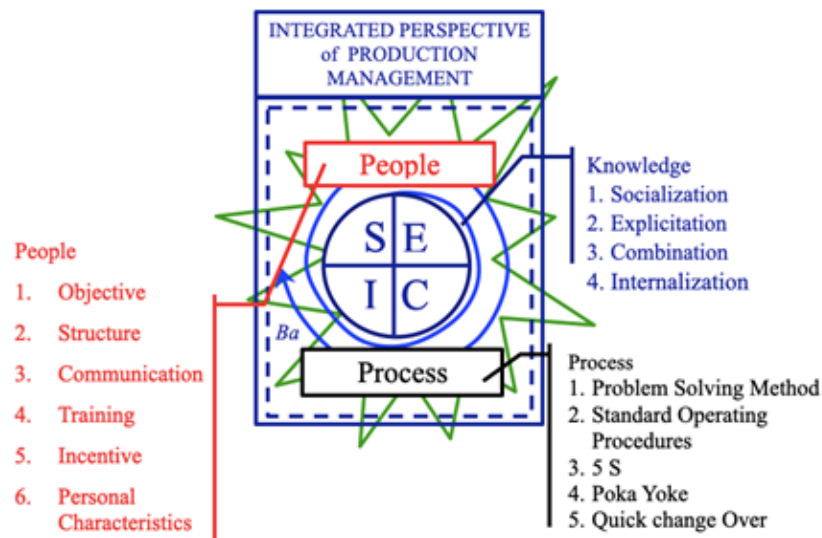 INTEGRATED PERSPECTIVE
of PRODUCTION
MANAGEMENT
People
S E
I C
Ba
Process
Knowledge
1. Socialization
2. Explicitation
3. Combination
4. Internalization
People
1. Objective
2. Structure
3. Communication
4. Training
5. Incentive
6. Personal
Characteristics
Process
1. Problem Solving Method
2. Standard Operating
Procedures
3. 5 S
4. Poka Yoke
5. Quick change Over